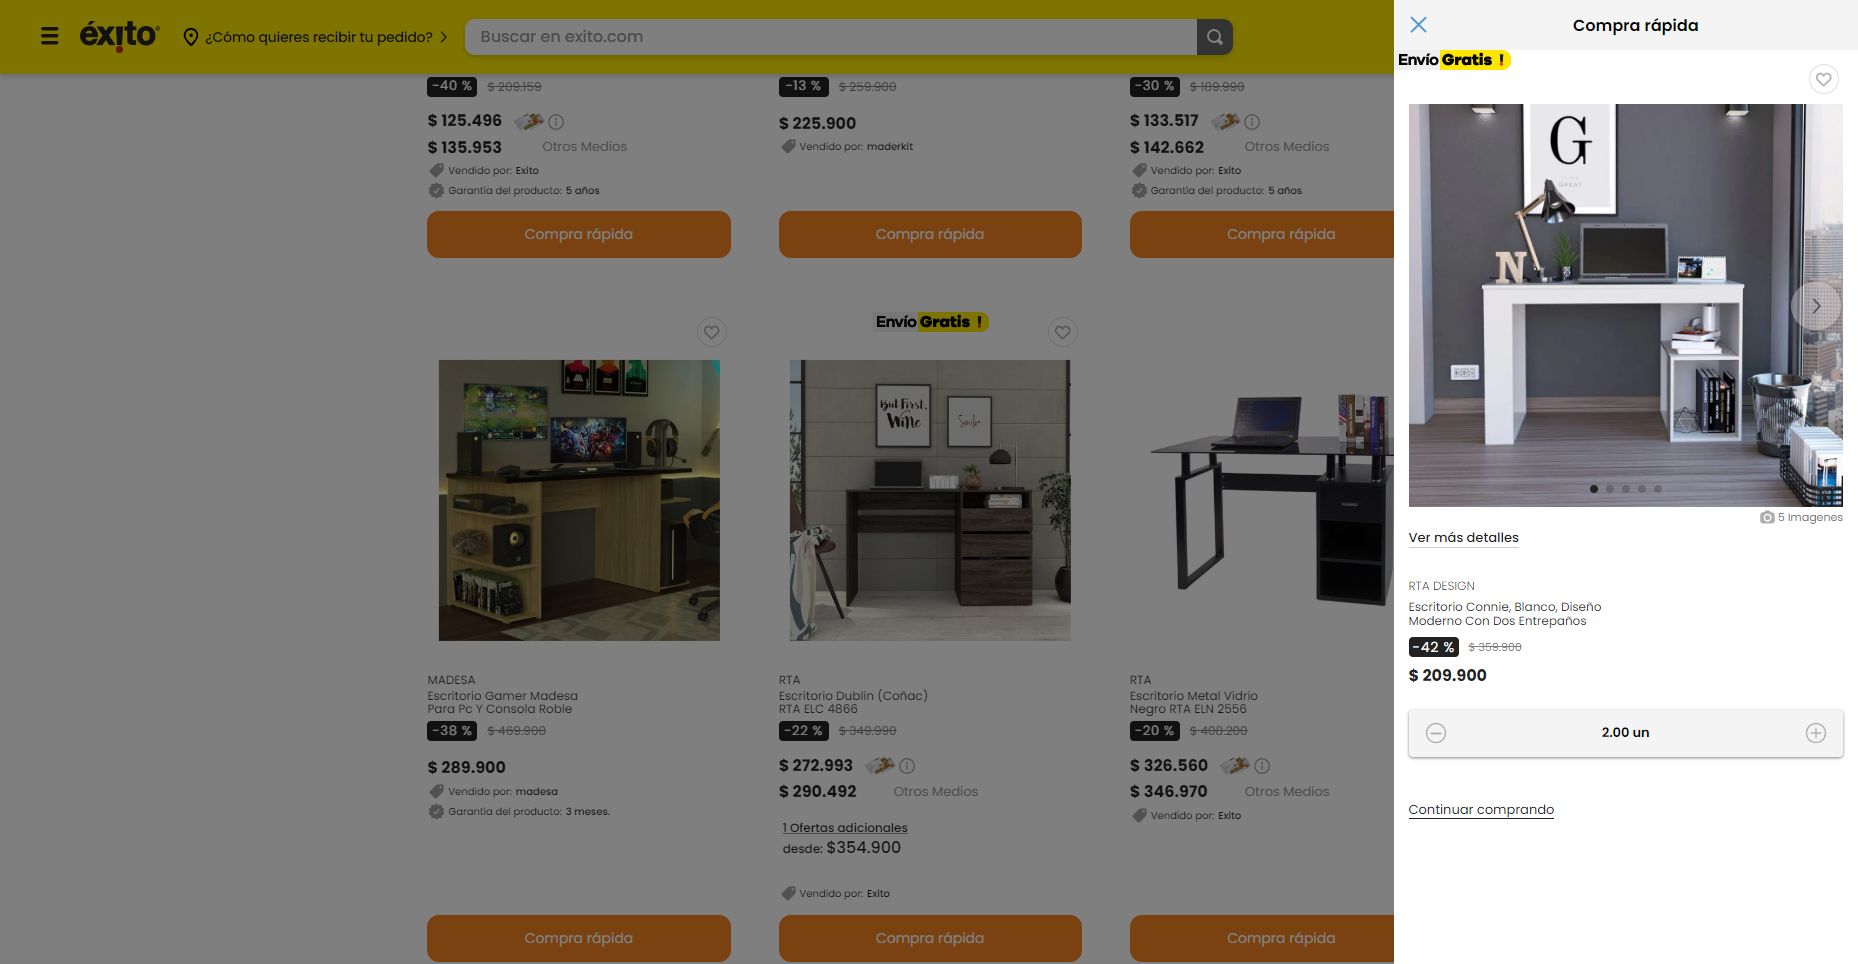 éxito
¿Cómo quieres recibir tu pedido?
Buscar en exito.com
-40 % $ 209.159
$ 125.496
$ 135.953 Otros Medios
Vendido por: Exito
Garantía del producto: 5 años
Compra rápida
-13 % $ 259.900
$ 225.900
Vendido por: maderkit
Compra rápida
-30 % $ 189.990
$ 133.517
$ 142.662 Otros Medios
Vendido por: Exito
Garantía del producto: 5 años
Compra rápida
MADESA
Escritorio Gamer Madesa
Para Pc Y Consola Roble
-38 % $ 469.900
$ 289.900
Vendido por: madesa
Garantía del producto: 3 meses.
Compra rápida
Envío Gratis !
But First,
Wine
Smile
RTA
Escritorio Dublin (Coñac)
RTA ELC 4866
-22 % $ 349.990
$ 272.993
$ 290.492 Otros Medios
1 Ofertas adicionales
desde: $354.900
Vendido por: Exito
Compra rápida
RTA
Escritorio Metal Vidrio
Negro RTA ELN 2556
-20 % $ 408.200
$ 326.560
$ 346.970 Otros Medios
Vendido por: Exito
Compra rápida
Compra rápida
Envío Gratis !
G
GREAT
N
5 Imagenes
Ver más detalles
RTA DESIGN
Escritorio Connie, Blanco, Diseño
Moderno Con Dos Entrepaños
-42 % $ 359.900
$ 209.900
2.00 un
Continuar comprando